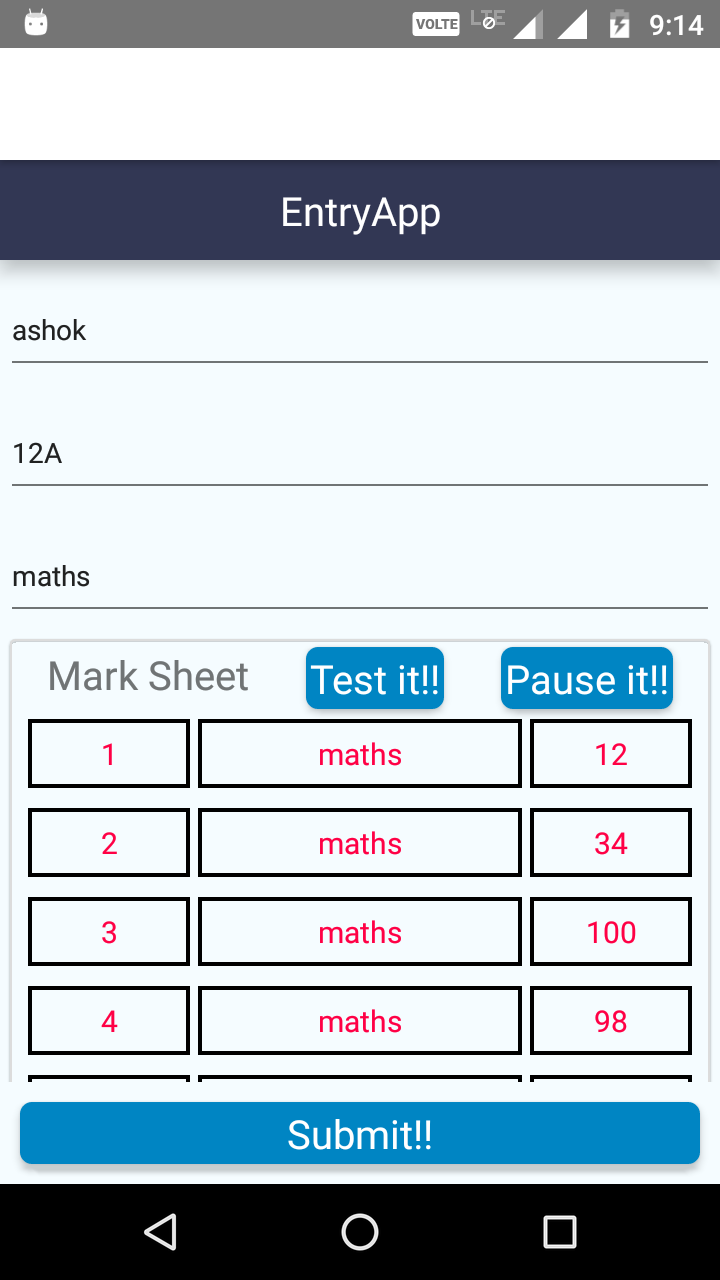 VOLTE LTE 9:14
EntryApp
ashok
12A
maths
Mark Sheet Test it!! Pause it!!
1 maths 12
2 maths 34
3 maths 100
4 maths 98
Submit!!